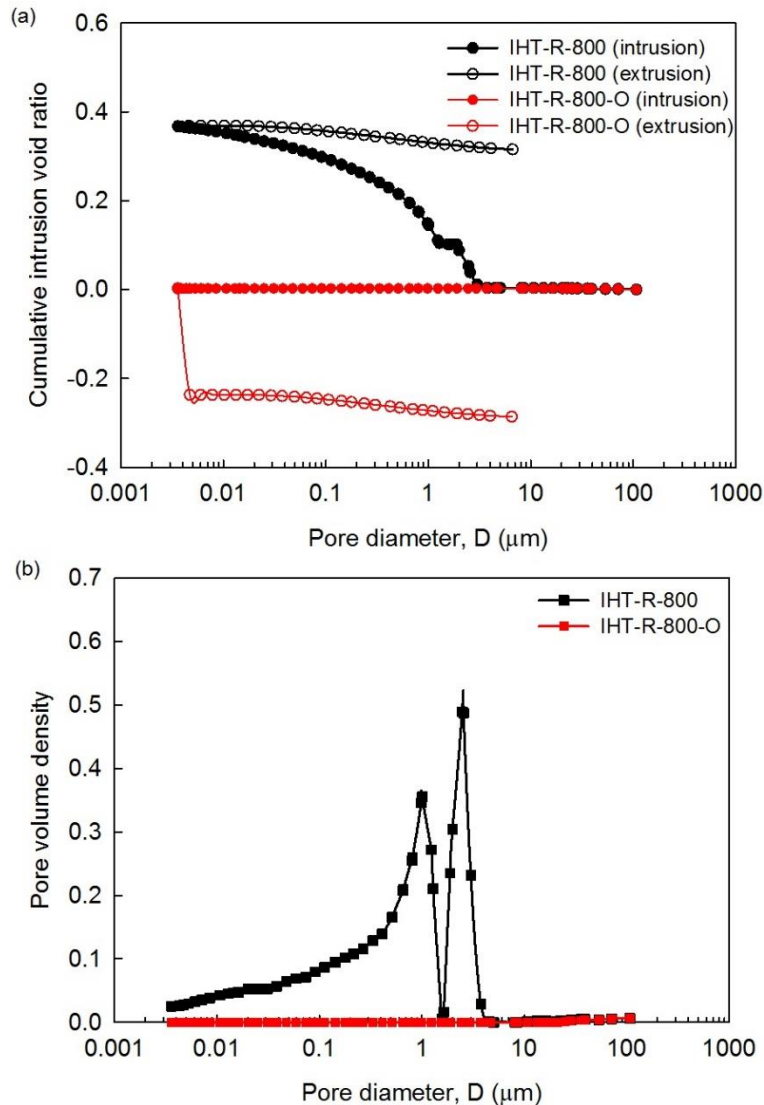 (a)
0.6
0.4
0.2
0.0
-0.2
-0.4
Cumulative intrusion void ratio
IHT-R-800 (intrusion)
IHT-R-800 (extrusion)
IHT-R-800-O (intrusion)
IHT-R-800-O (extrusion)
0.001 0.01 0.1 1 10 100 1000
Pore diameter, D (μm)
(b)
0.7
0.6
0.5
0.4
0.3
0.2
0.1
0.0
Pore volume density
IHT-R-800
IHT-R-800-O
0.001 0.01 0.1 1 10 100 1000
Pore diameter, D (μm)